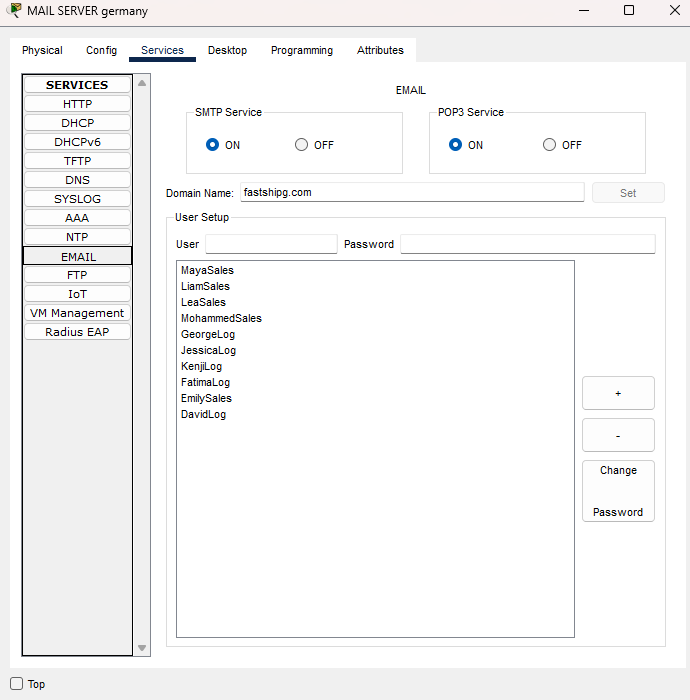 MAIL SERVER germany
Physical Config Services Desktop Programming Attributes
SERVICES
HTTP
DHCP
DHCPv6
TFTP
DNS
SYSLOG
AAA
NTP
EMAIL
FTP
IoT
VM Management
Radius EAP
EMAIL
SMTP Service
ON OFF
POP3 Service
ON OFF
Domain Name: fastshipg.com Set
User Setup
User Password
MayaSales
LiamSales
LeaSales
MohammedSales
GeorgeLog
JessicaLog
KenjiLog
FatimaLog
EmilySales
DavidLog
+
-
Change
Password
Top